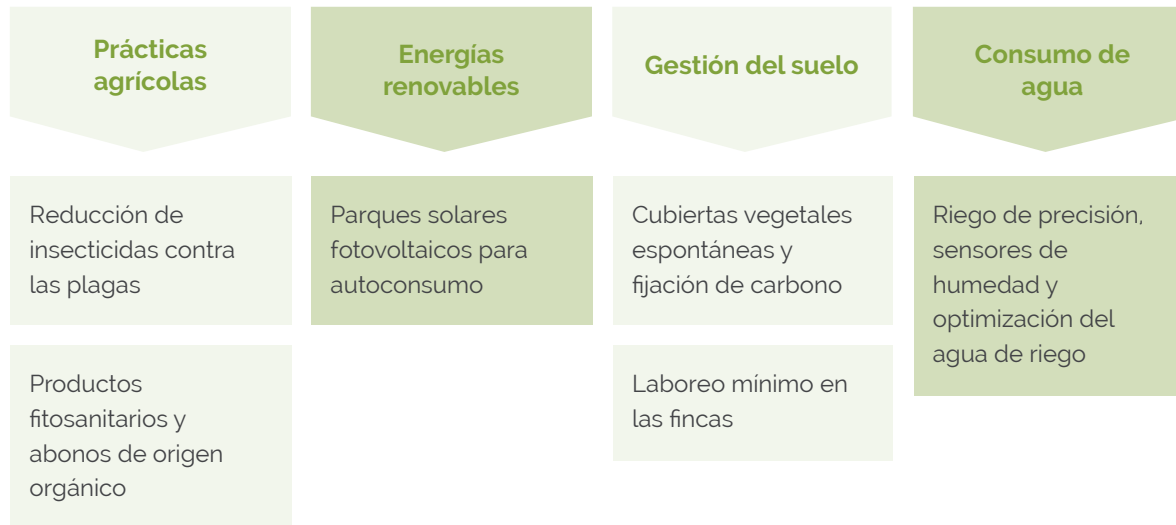 Prácticas
agrícolas
Energías
renovables
Gestión del suelo
Consumo de
agua
Reducción de
insecticidas contra
las plagas
Productos
fitosanitarios y
abonos de origen
orgánico
Parques solares
fotovoltaicos para
autoconsumo
Cubiertas vegetales
espontáneas y
fijación de carbono
Laboreo mínimo en
las fincas
Riego de precisión,
sensores de
humedad y
optimización del
agua de riego